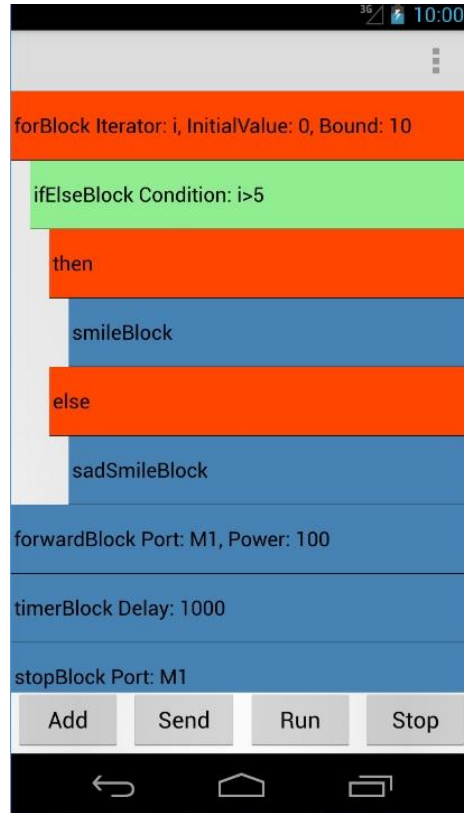 3G 10:00
forBlock Iterator: i, InitialValue: 0, Bound: 10
ifElseBlock Condition: i>5
then
smileBlock
else
sadSmileBlock
forwardBlock Port: M1, Power: 100
timerBlock Delay: 1000
stopBlock Port: M1
Add Send Run Stop